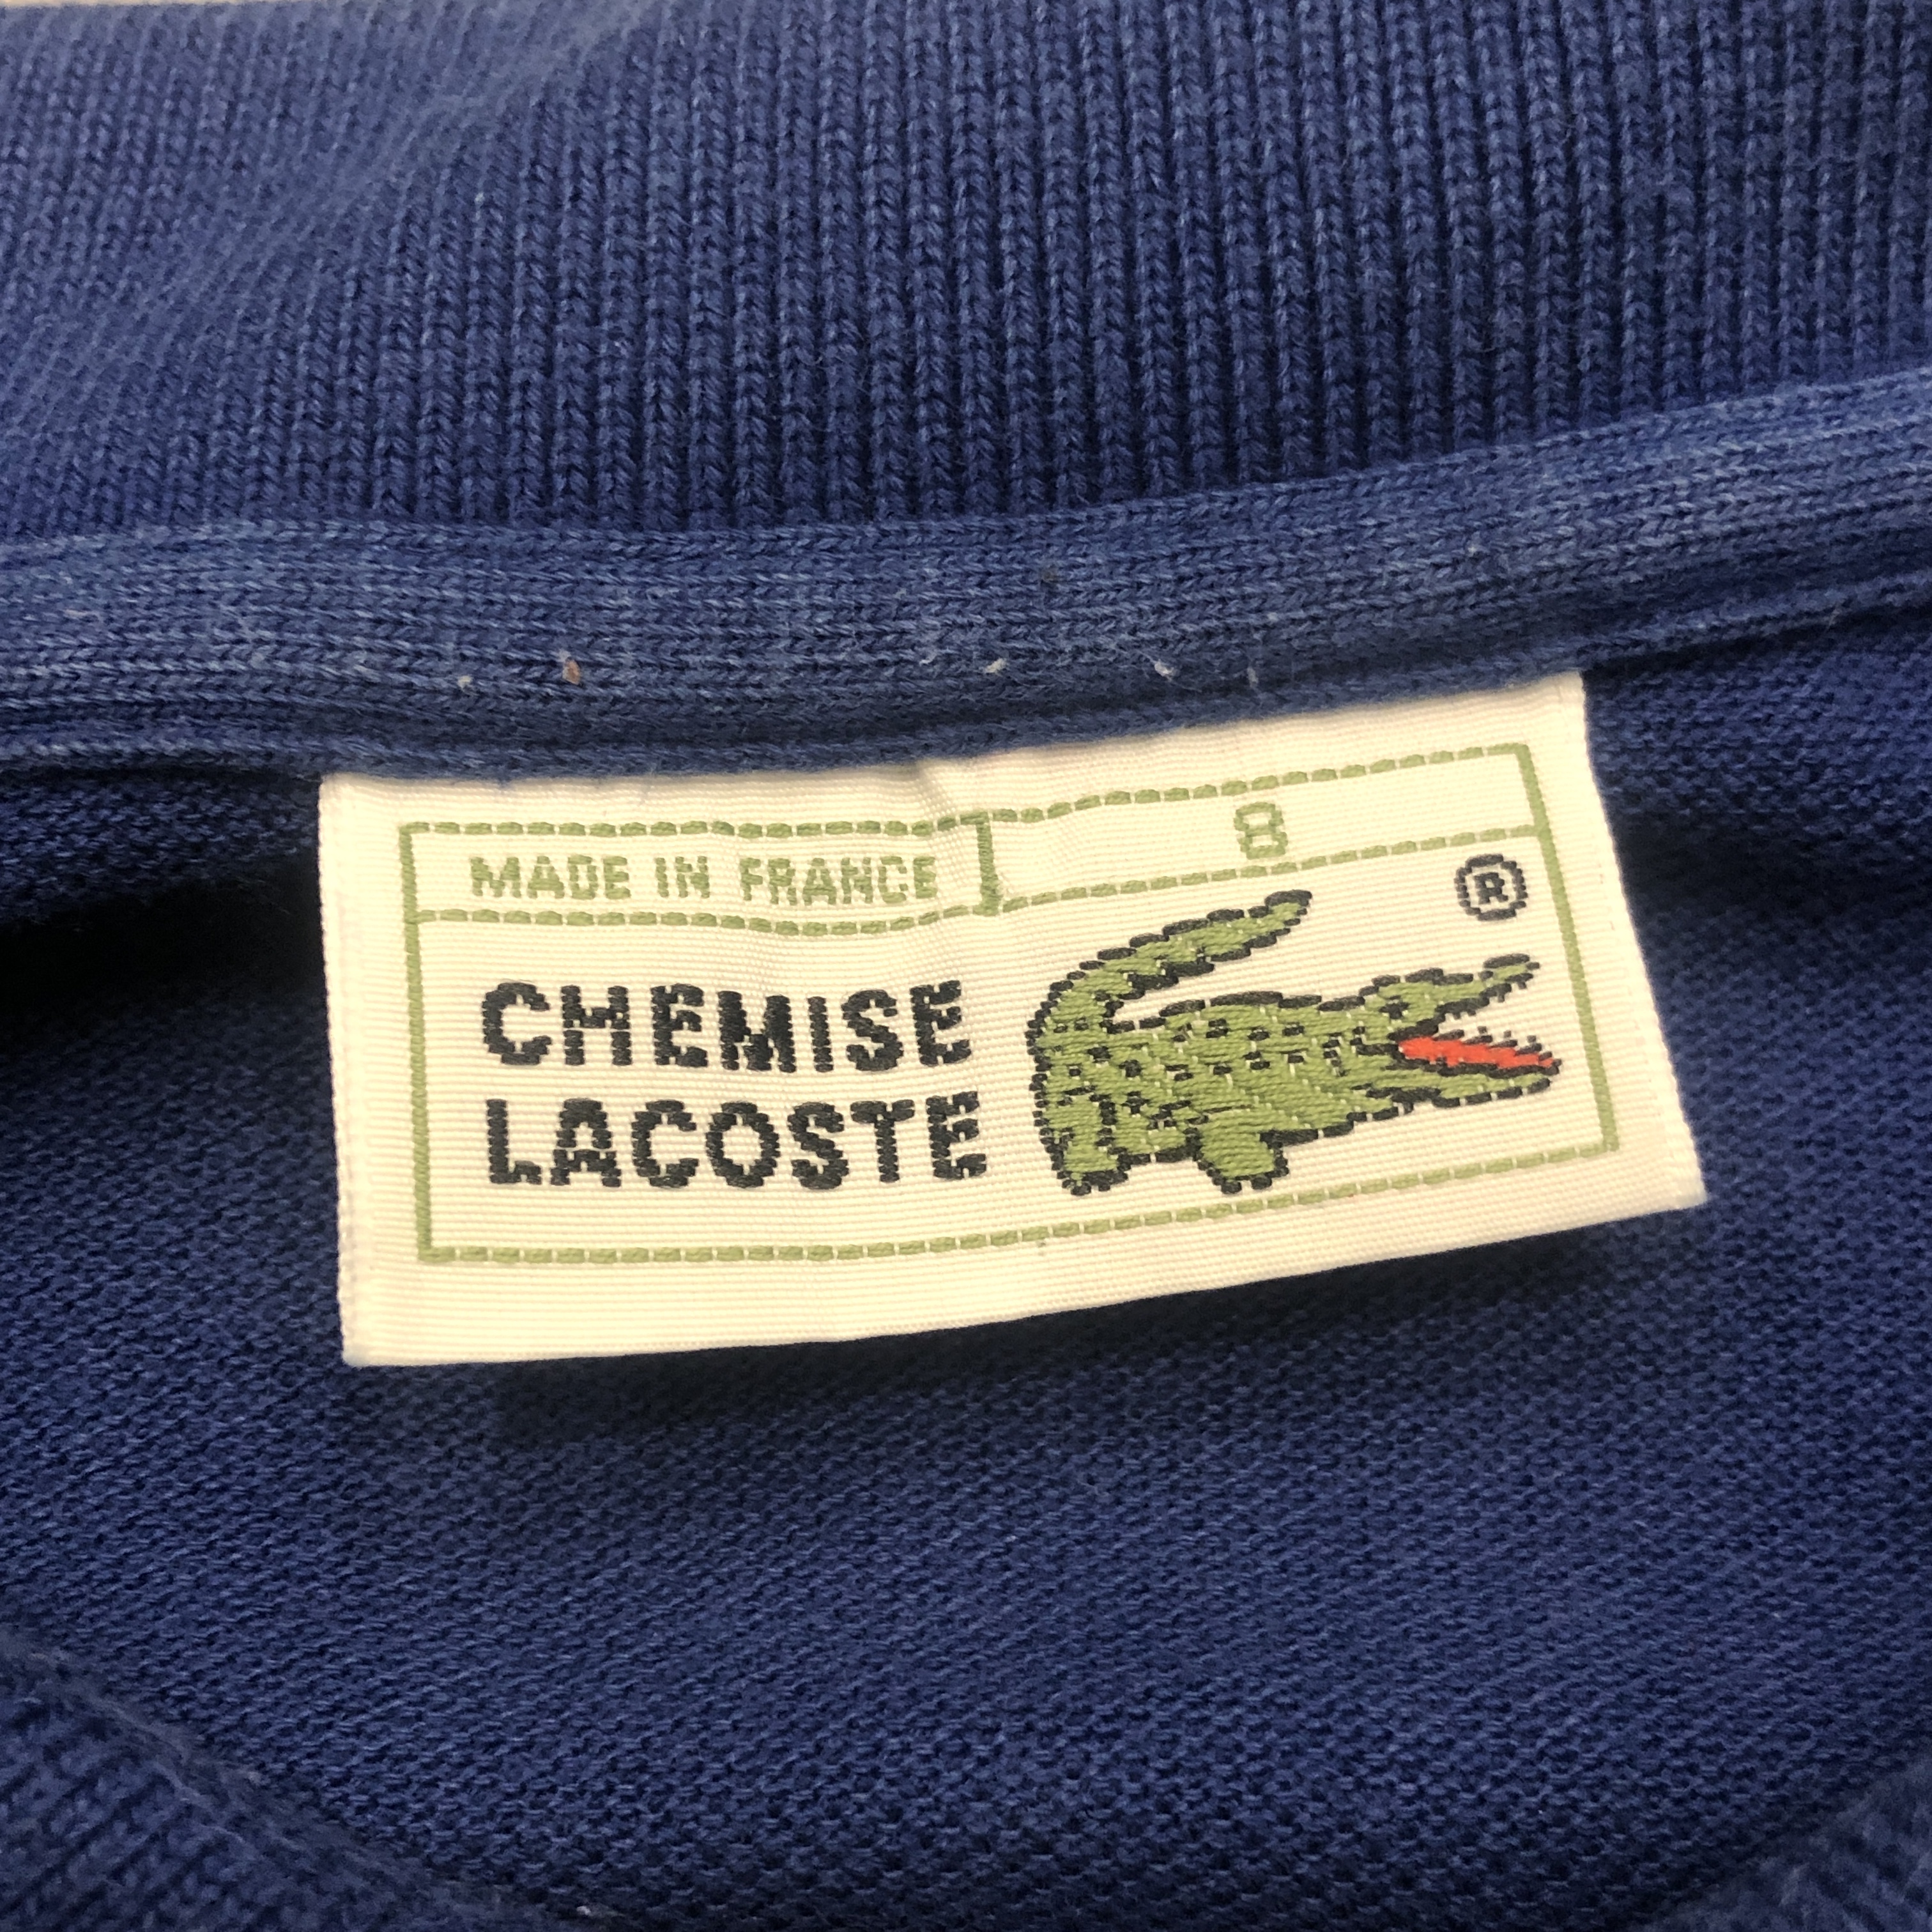 MADE IN FRANCE 8
®
CHEMISE
LACOSTE